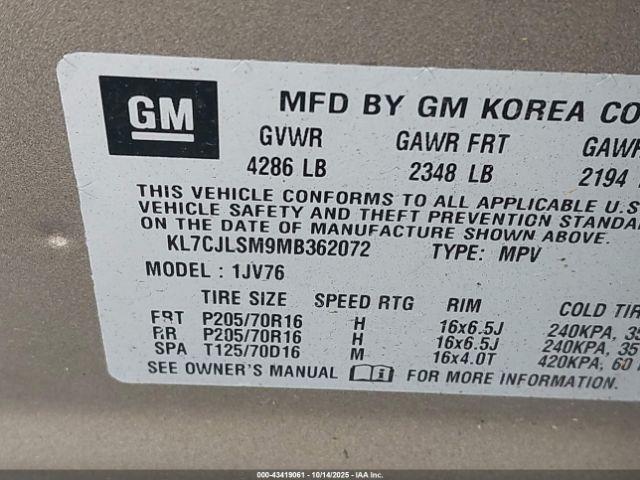 GM
MFD BY GM KOREA CO
GVWR GAWR FRT GAWR
4286 LB 2348 LB 2194
THIS VEHICLE CONFORMS TO ALL APPLICABLE U.S
VEHICLE SAFETY AND THEFT PREVENTION STANDA
ON THE DATE OF MANUFACTURE SHOWN ABOVE.
KL7CJLSM9MB362072 TYPE: MPV
MODEL : 1JV76
TIRE SIZE SPEED RTG RIM COLD TIR
FRT P205/70R16 H 16x6.5J 240KPA, 35
RR P205/70R16 H 16x6.5J 240KPA, 35
SPA T125/70D16 M 16x4.0T 420KPA, 60
SEE OWNER'S MANUAL i FOR MORE INFORMATION.
000-43419061 - 10/14/2025 - IAA Inc.